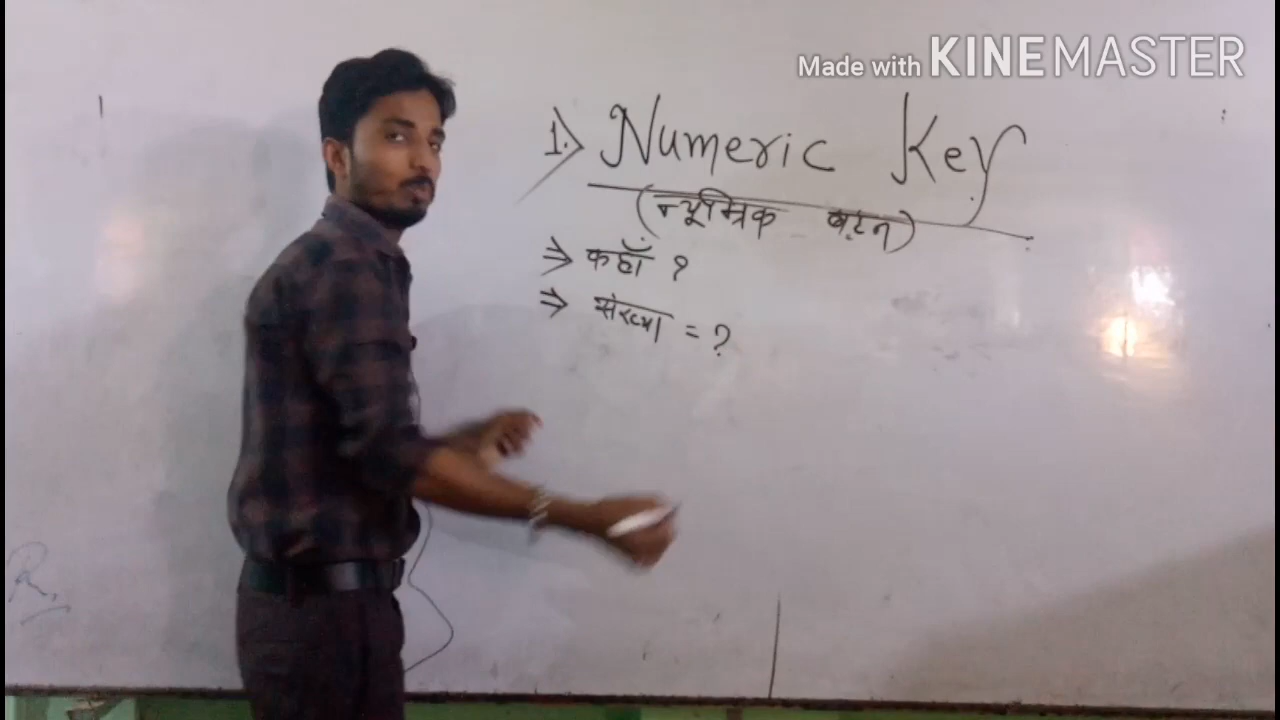 Made with KINEMASTER
1.> Numeric Key
(न्यूम्रिक बटन)
⇒ कहाँ ?
⇒ संख्या = ?